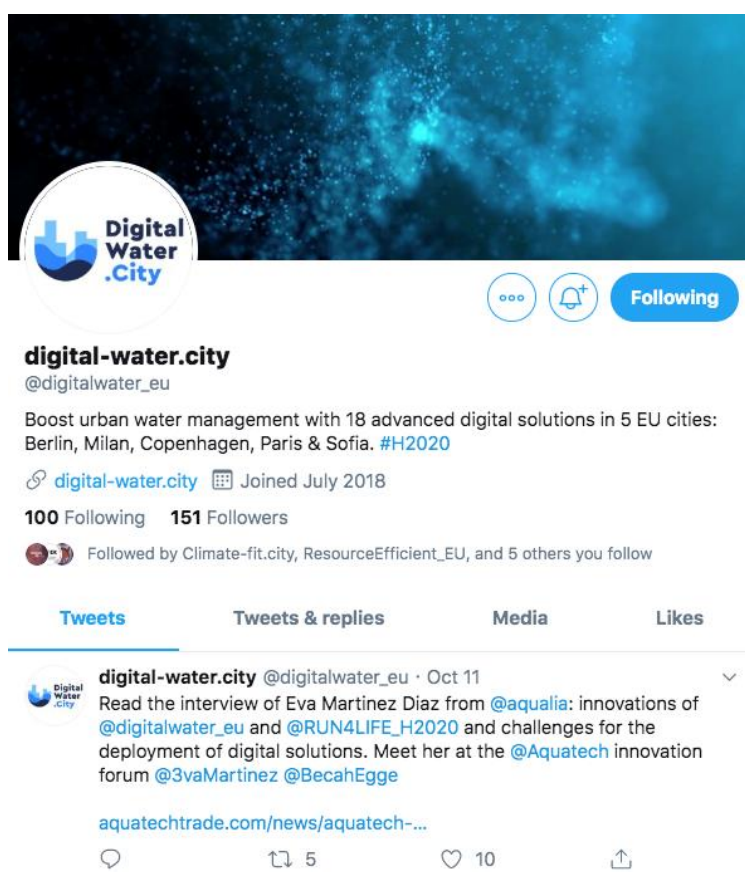 Digital
Water
.City
Following
digital-water.city
@digitalwater_eu
Boost urban water management with 18 advanced digital solutions in 5 EU cities:
Berlin, Milan, Copenhagen, Paris & Sofia. #H2020
digital-water.city Joined July 2018
100 Following 151 Followers
Followed by Climate-fit.city, ResourceEfficient_EU, and 5 others you follow
Tweets Tweets & replies Media Likes
Digital
Water
.City
digital-water.city @digitalwater_eu · Oct 11
Read the interview of Eva Martinez Diaz from @aqualia: innovations of
@digitalwater_eu and @RUN4LIFE_H2020 and challenges for the
deployment of digital solutions. Meet her at the @Aquatech innovation
forum @3vaMartinez @BecahEgge
aquatechtrade.com/news/aquatech-...
5 10